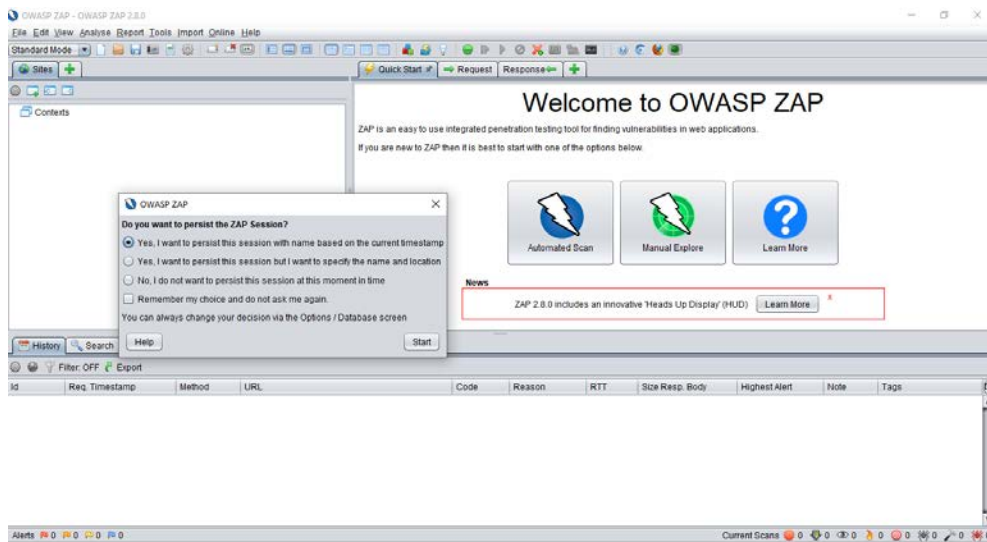 OWASP ZAP - OWASP ZAP 2.8.0
File Edit View Analyse Report Tools Import Online Help
Standard Mode
Sites
Quick Start Request Response
Contexts
Welcome to OWASP ZAP
ZAP is an easy to use integrated penetration testing tool for finding vulnerabilities in web applications.
If you are new to ZAP then it is best to start with one of the options below.
Automated Scan Manual Explore Learn More
News
ZAP 2.8.0 includes an innovative 'Heads Up Display' (HUD) Learn More x
OWASP ZAP
Do you want to persist the ZAP Session?
Yes, I want to persist this session with name based on the current timestamp
Yes, I want to persist this session but I want to specify the name and location
No, I do not want to persist this session at this moment in time
Remember my choice and do not ask me again.
You can always change your decision via the Options / Database screen
Help Start
History Search
Filter: OFF Export
Id Req. Timestamp Method URL Code Reason RTT Size Resp. Body Highest Alert Note Tags
Alerts 0 0 0 0 Current Scans 0 0 0 0 0 0 0